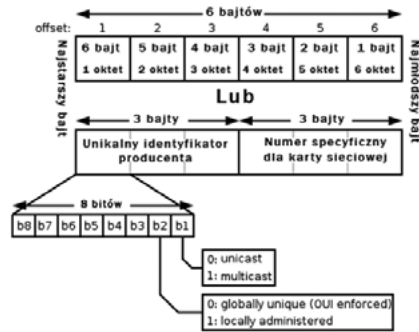 6 bajtów
offset: 1 2 3 4 5 6
Najstarszy bajt
6 bajt 5 bajt 4 bajt 3 bajt 2 bajt 1 bajt
1 oktet 2 oktet 3 oktet 4 oktet 5 oktet 6 oktet
Najmłodszy bajt
Lub
3 bajty 3 bajty
Unikalny identyfikator producenta
Numer specyficzny dla karty sieciowej
8 bitów
b8 b7 b6 b5 b4 b3 b2 b1
0: unicast
1: multicast
0: globally unique (OUI enforced)
1: locally administered